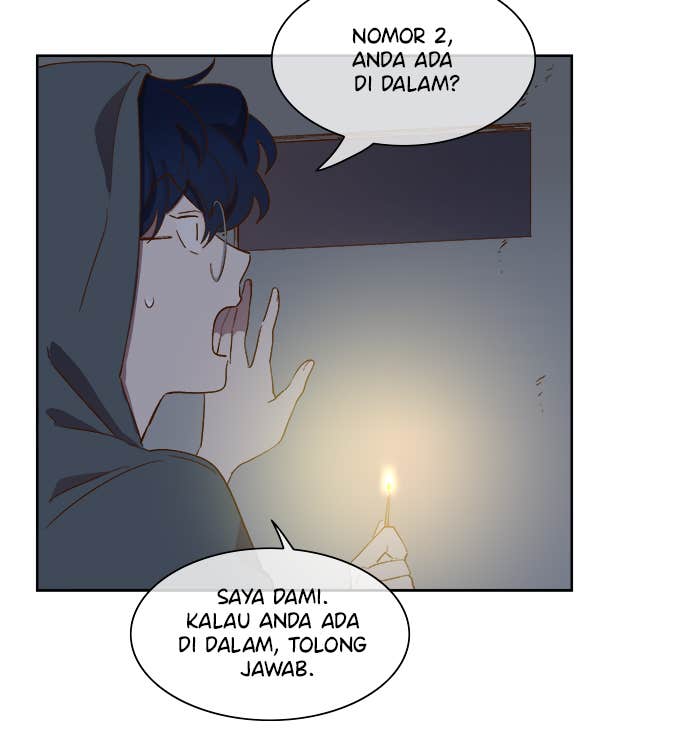 NOMOR 2,
ANDA ADA
DI DALAM?
SAYA DAMI.
KALAU ANDA ADA
DI DALAM, TOLONG
JAWAB.